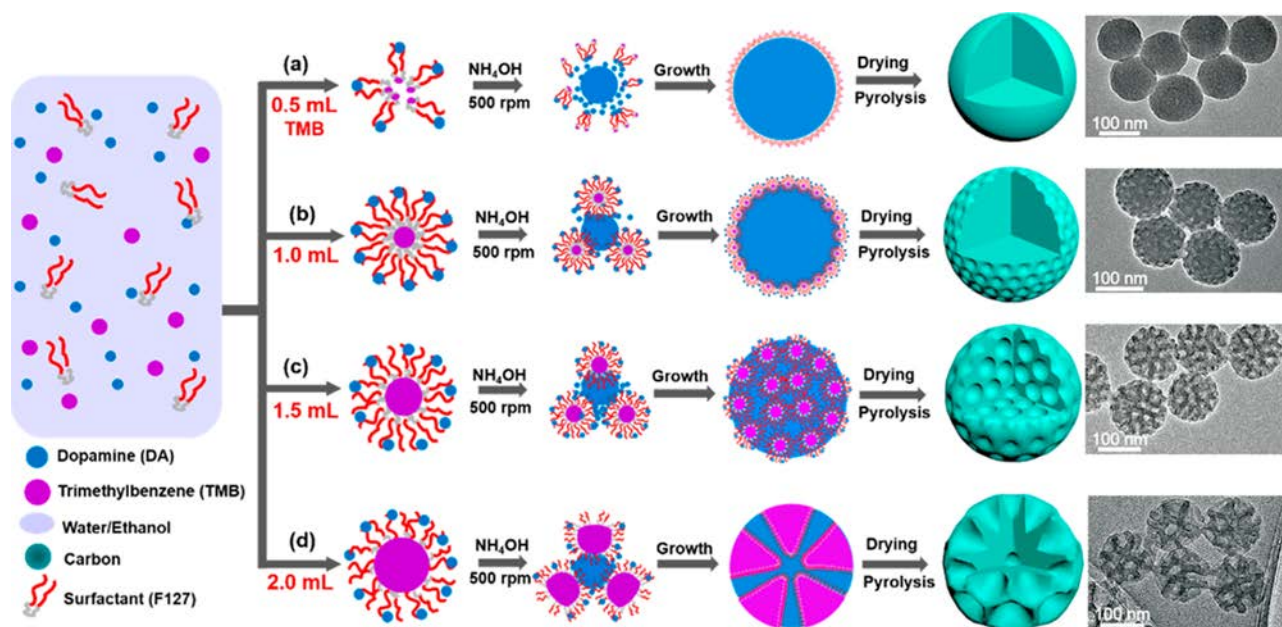 (a)
0.5 mL
TMB
NH₄OH
500 rpm
Growth
Drying
Pyrolysis
100 nm
(b)
1.0 mL
NH₄OH
500 rpm
Growth
Drying
Pyrolysis
100 nm
(c)
1.5 mL
NH₄OH
500 rpm
Growth
Drying
Pyrolysis
100 nm
(d)
2.0 mL
NH₄OH
500 rpm
Growth
Drying
Pyrolysis
100 nm
Dopamine (DA)
Trimethylbenzene (TMB)
Water/Ethanol
Carbon
Surfactant (F127)